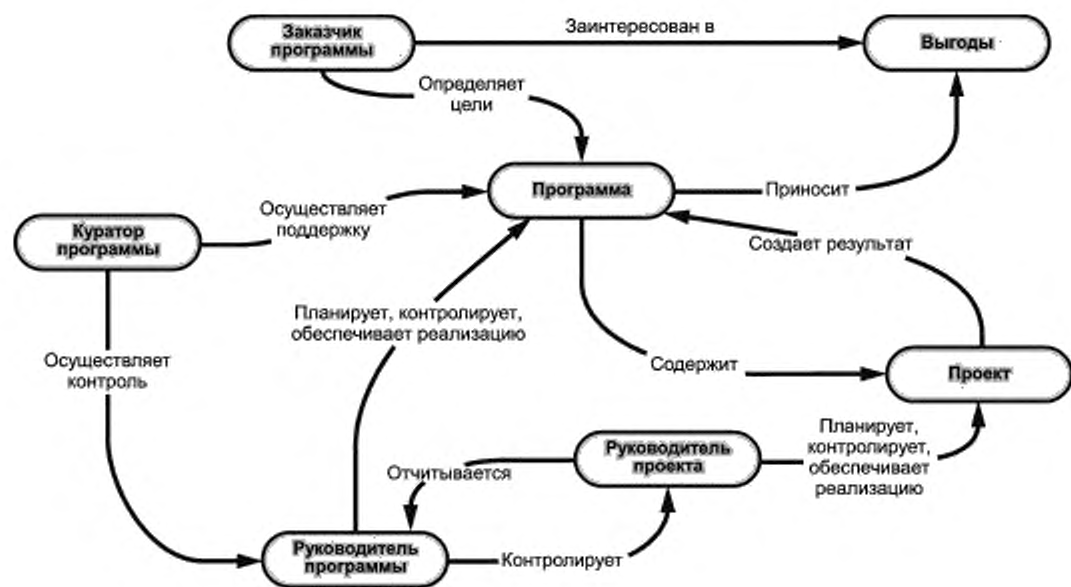 Заказчик
программы
Заинтересован в
Выгоды
Определяет
цели
Программа
Приносит
Осуществляет
поддержку
Куратор
программы
Создает результат
Планирует, контролирует,
обеспечивает реализацию
Осуществляет
контроль
Содержит
Проект
Планирует,
контролирует,
обеспечивает
реализацию
Руководитель
проекта
Отчитывается
Руководитель
программы
Контролирует